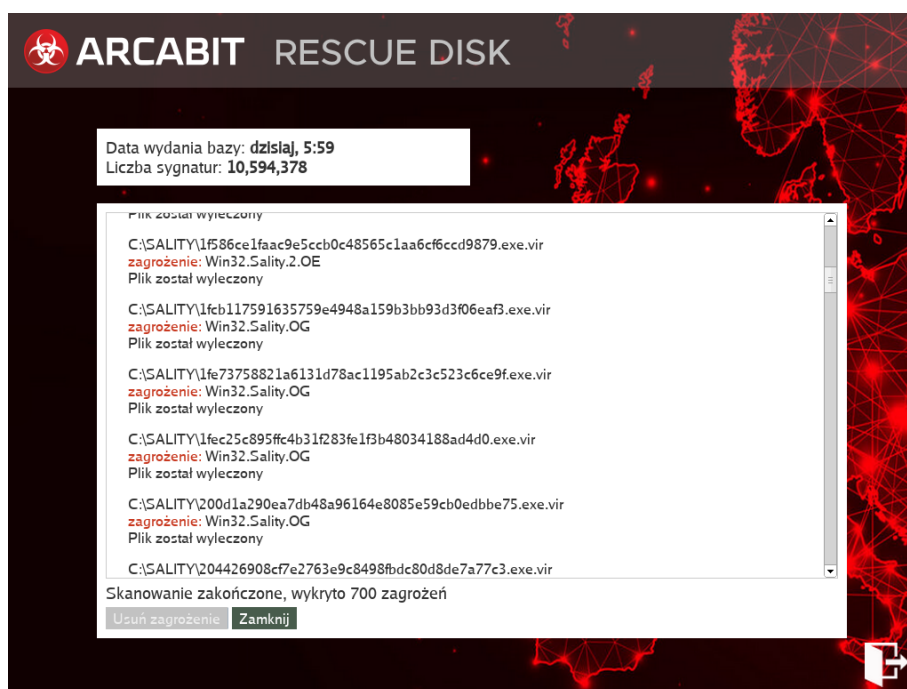 ARCABIT RESCUE DISK
Data wydania bazy: dzisiaj, 5:59
Liczba sygnatur: 10,594,378
Plik został wyleczony
C:\SALITY\1f586ce1faac9e5ccb0c48565c1aa6cf6ccd9879.exe.vir
zagrożenie: Win32.Sality.2.OE
Plik został wyleczony
C:\SALITY\1fcb117591635759e4948a159b3bb93d3f06eaf3.exe.vir
zagrożenie: Win32.Sality.OG
Plik został wyleczony
C:\SALITY\1fe73758821a6131d78ac1195ab2c3c523c6ce9f.exe.vir
zagrożenie: Win32.Sality.OG
Plik został wyleczony
C:\SALITY\1fec25c895ffc4b31f283fe1f3b48034188ad4d0.exe.vir
zagrożenie: Win32.Sality.OG
Plik został wyleczony
C:\SALITY\200d1a290ea7db48a96164e8085e59cb0edbbe75.exe.vir
zagrożenie: Win32.Sality.OG
Plik został wyleczony
C:\SALITY\204426908cf7e2763e9c8498fbdc80d8de7a77c3.exe.vir
Skanowanie zakończone, wykryto 700 zagrożeń
Usuń zagrożenie Zamknij